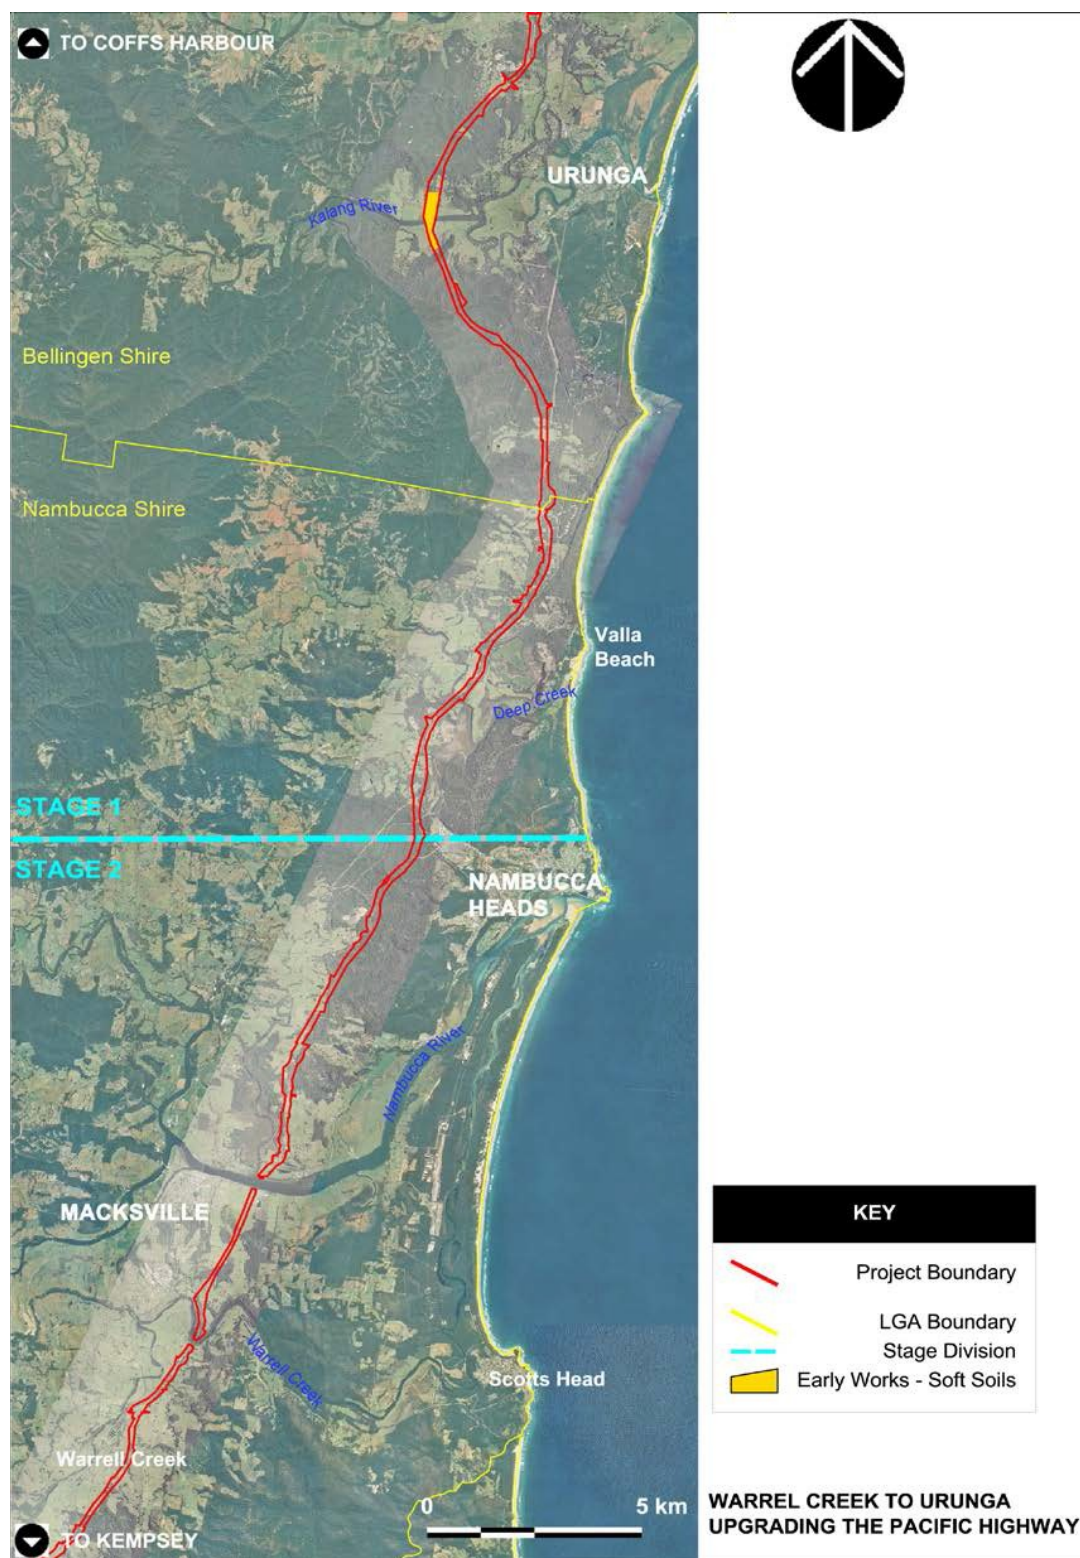 TO COFFS HARBOUR
URUNGA
Kalang River
Bellingen Shire
Nambucca Shire
Valla
Beach
Deep Creek
STAGE 1
STAGE 2
NAMBUCCA
HEADS
Nambucca River
MACKSVILLE
Warrell Creek
Scotts Head
Warrell Creek
TO KEMPSEY
0 5 km
KEY
Project Boundary
LGA Boundary
Stage Division
Early Works - Soft Soils
WARREL CREEK TO URUNGA
UPGRADING THE PACIFIC HIGHWAY